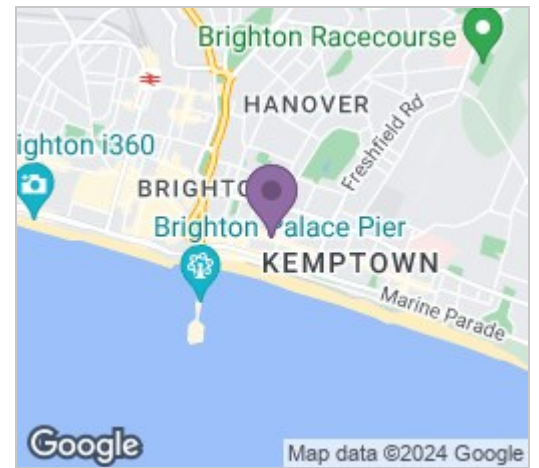 Brighton Racecourse
HANOVER
Freshfield Rd
ighton i360
BRIGHTO
Brighton Palace Pier
KEMPTOWN
Marine Parade
Google
Map data ©2024 Google